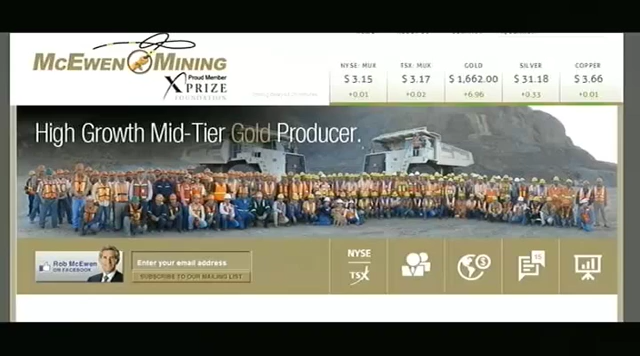 McEwen Mining
Proud Member
XPRIZE
FOUNDATION
NYSE: MUX
$ 3.15
+0.01
TSX: MUX
$ 3.17
+0.02
GOLD
$ 1,662.00
+6.96
SILVER
$ 31.18
+0.33
COPPER
$ 3.66
+0.01
High Growth Mid-Tier Gold Producer.
Rob McEwen
ON FACEBOOK
Enter your email address
SUBSCRIBE TO OUR MAILING LIST
NYSE
TSX
$
15